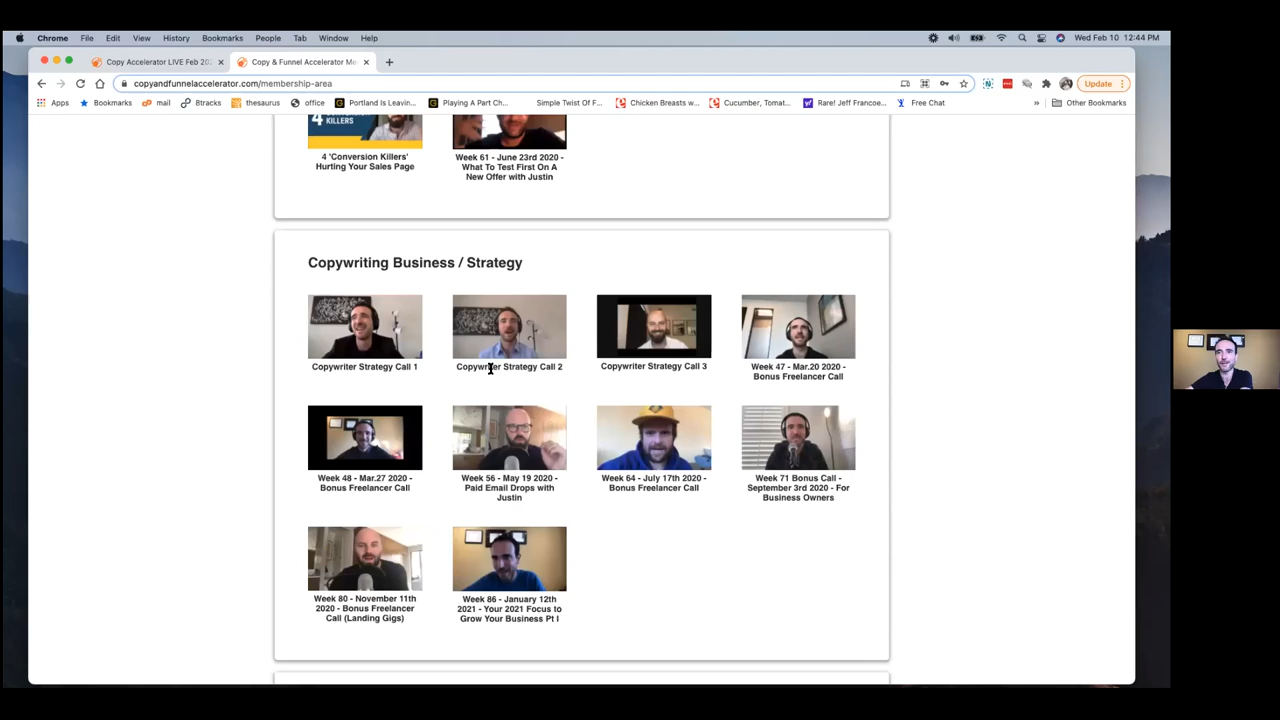 Chrome File Edit View History Bookmarks People Tab Window Help Wed Feb 10 12:44 PM
Copy Accelerator LIVE Feb 202 Copy & Funnel Accelerator Me
copyandfunnelaccelerator.com/membership-area Update
Apps Bookmarks mail Btracks thesaurus office Portland Is Leavin... Playing A Part Ch... Simple Twist Of F... Chicken Breasts w... Cucumber, Tomat... Rare! Jeff Francoe... Free Chat » Other Bookmarks
4
KILLERS
4 'Conversion Killers'
Hurting Your Sales Page
Week 61 - June 23rd 2020 -
What To Test First On A
New Offer with Justin
Copywriting Business / Strategy
Copywriter Strategy Call 1
Copywriter Strategy Call 2
Copywriter Strategy Call 3
Week 47 - Mar.20 2020 -
Bonus Freelancer Call
Week 48 - Mar.27 2020 -
Bonus Freelancer Call
Week 56 - May 19 2020 -
Paid Email Drops with
Justin
Week 64 - July 17th 2020 -
Bonus Freelancer Call
Week 71 Bonus Call -
September 3rd 2020 - For
Business Owners
Week 80 - November 11th
2020 - Bonus Freelancer
Call (Landing Gigs)
Week 86 - January 12th
2021 - Your 2021 Focus to
Grow Your Business Pt I